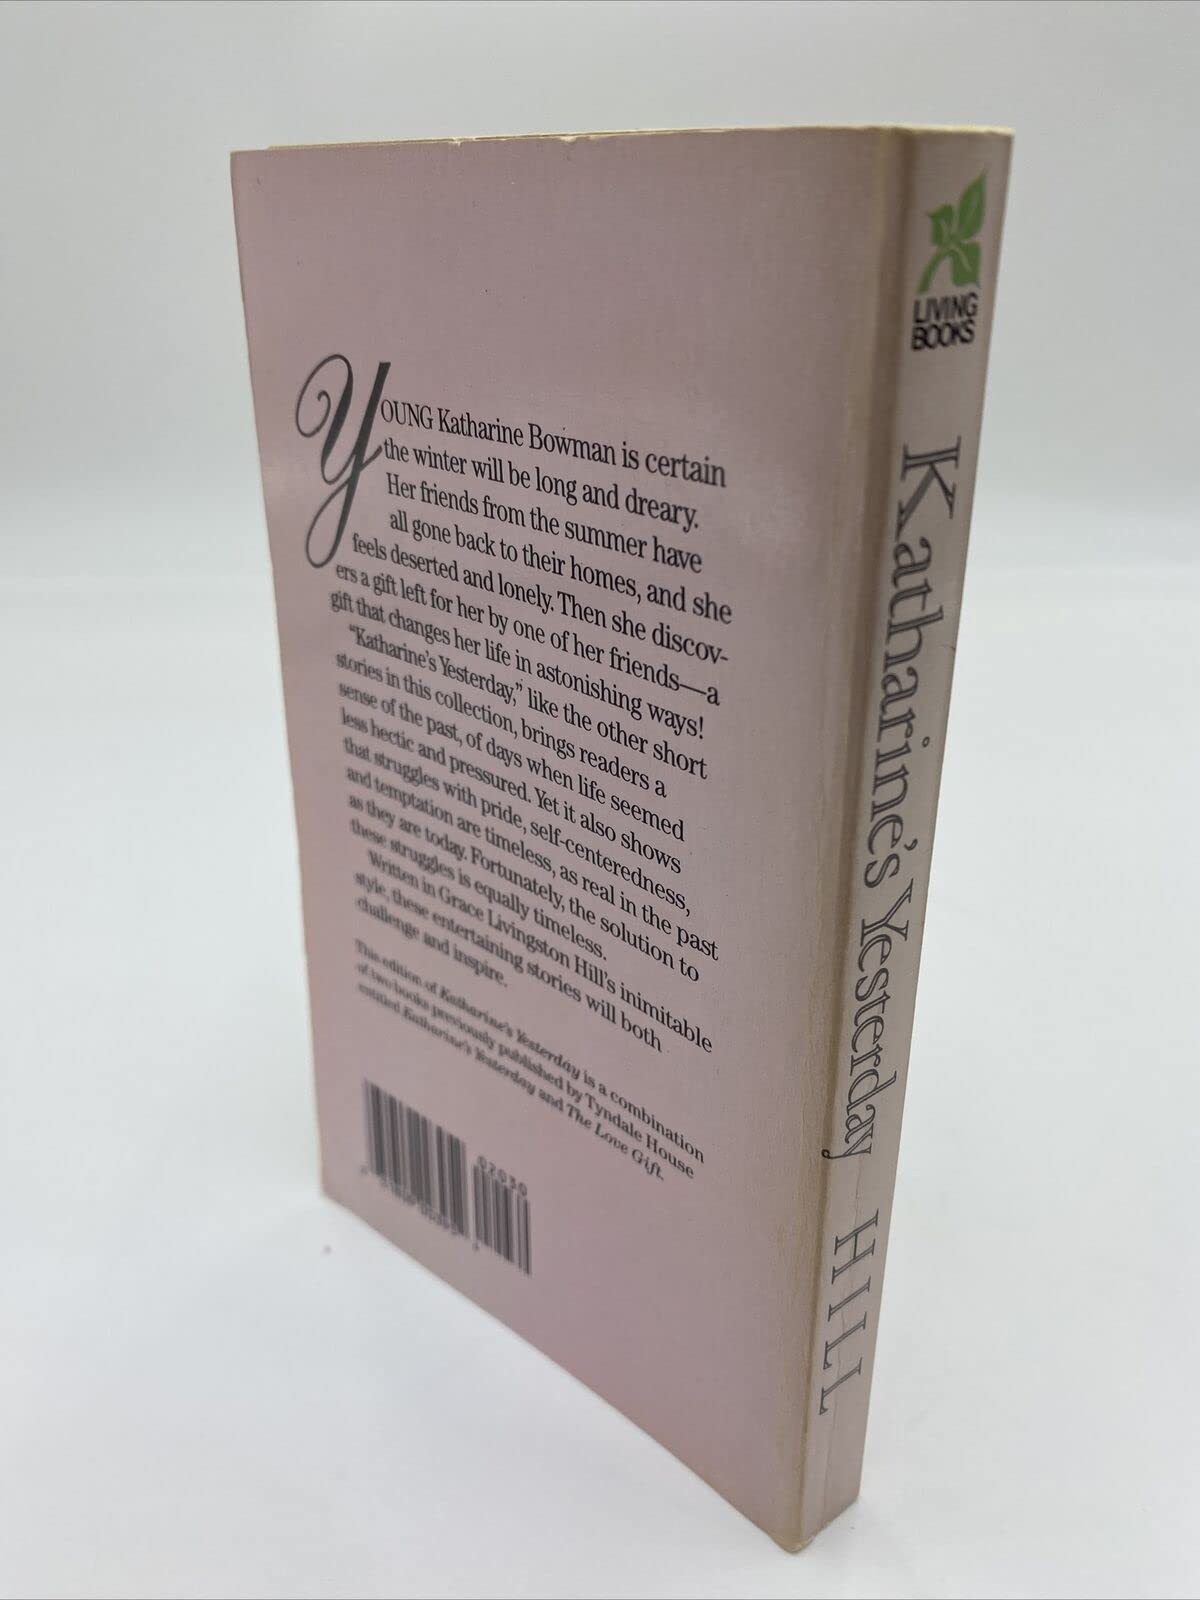 YOUNG Katharine Bowman is certain
the winter will be long and dreary.
Her friends from the summer have
all gone back to their homes, and she
feels deserted and lonely. Then she discov-
ers a gift left for her by one of her friends—a
gift that changes her life in astonishing ways!
"Katharine's Yesterday," like the other short
stories in this collection, brings readers a
sense of the past, of days when life seemed
less hectic and pressured. Yet it also shows
that struggles with pride, self-centeredness,
and temptation are timeless, as real in the past
as they are today. Fortunately, the solution to
these struggles is equally timeless.
Written in Grace Livingston Hill's inimitable
style, these entertaining stories will both
challenge and inspire.
This edition of Katharine's Yesterday is a combination
of two books previously published by Tyndale House
entitled Katharine's Yesterday and The Love Gift.
02030
LIVING
BOOKS
Katharine's Yesterday HILL